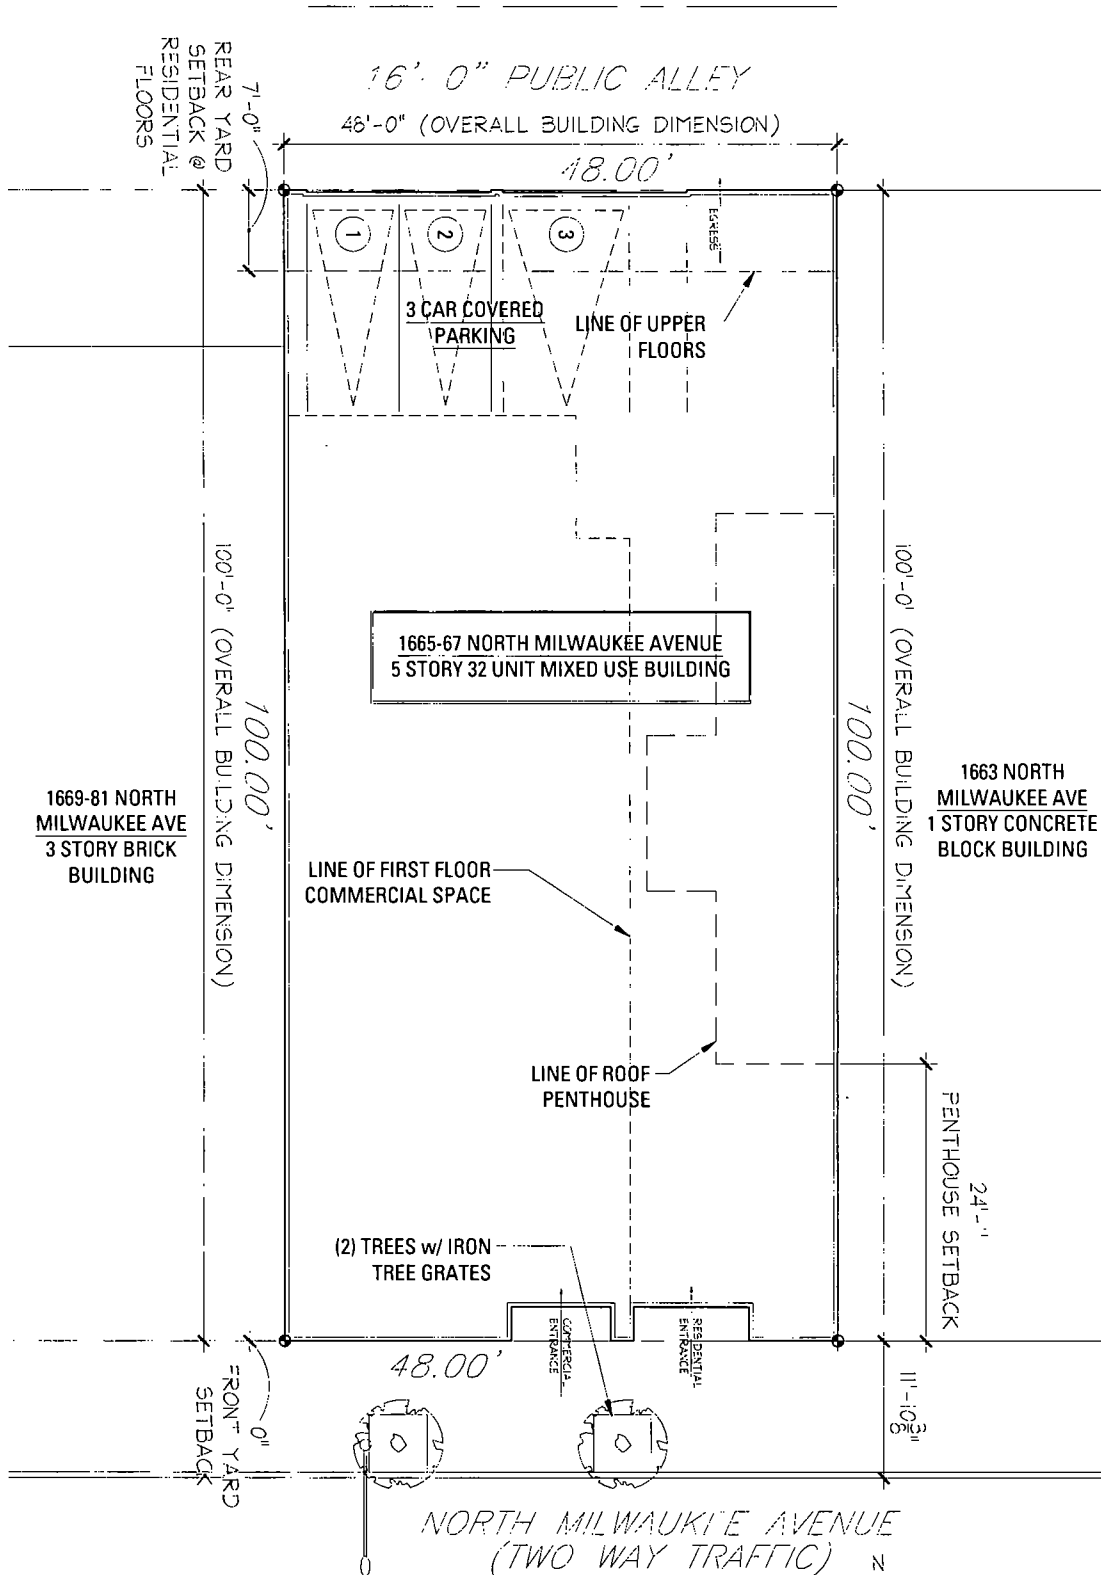 16'- 0" PUBLIC ALLEY
48'-0" (OVERALL BUILDING DIMENSION)
48.00'
7'-0"
REAR YARD
SETBACK @
RESIDENTIAL
FLOORS
EGRESS
1
2
3
3 CAR COVERED
PARKING
LINE OF UPPER
FLOORS
100'-0" (OVERALL BUILDING DIMENSION)
100.00'
1665-67 NORTH MILWAUKEE AVENUE
5 STORY 32 UNIT MIXED USE BUILDING
100.00'
100'-0" (OVERALL BUILDING DIMENSION)
1669-81 NORTH
MILWAUKEE AVE
3 STORY BRICK
BUILDING
1663 NORTH
MILWAUKEE AVE
1 STORY CONCRETE
BLOCK BUILDING
LINE OF FIRST FLOOR
COMMERCIAL SPACE
LINE OF ROOF
PENTHOUSE
PENTHOUSE SETBACK
(2) TREES w/ IRON
TREE GRATES
COMMERCIAL
ENTRANCE
RESIDENTIAL
ENTRANCE
48.00'
0"
FRONT YARD
SETBACK
NORTH MILWAUKEE AVENUE
(TWO WAY TRAFFIC)
N